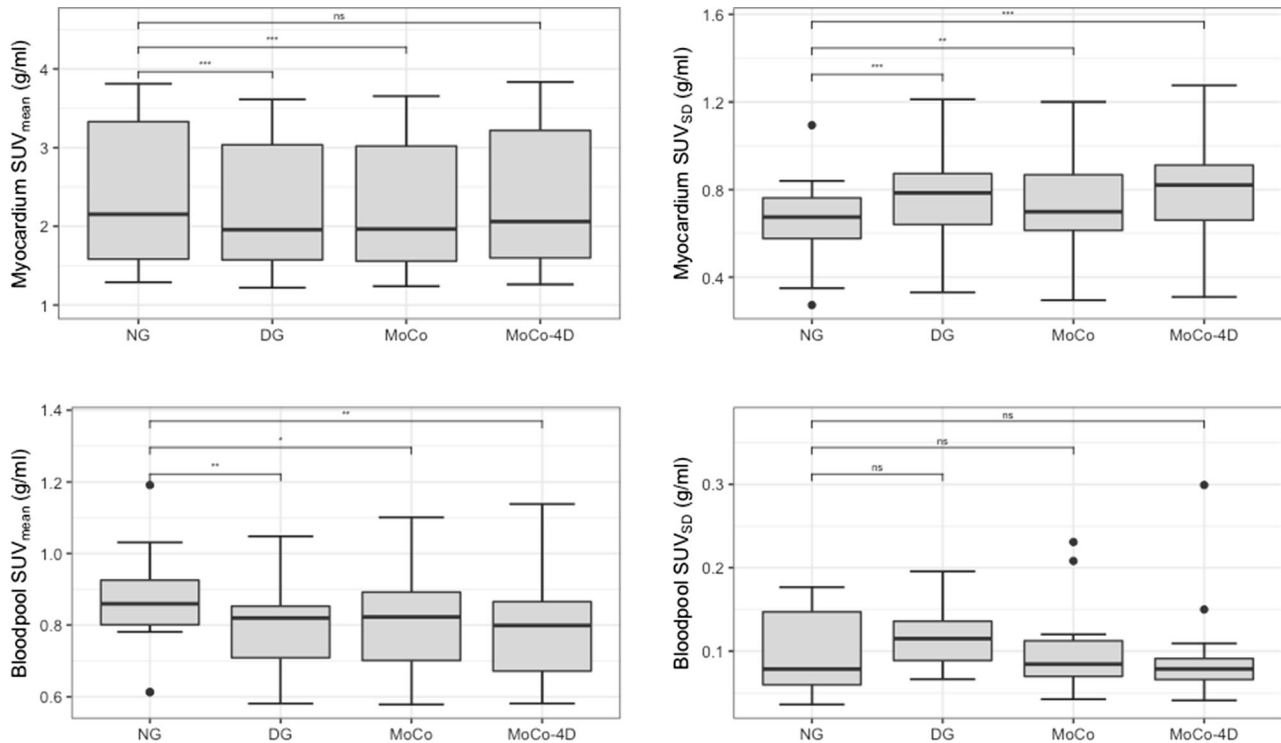 Myocardium SUVmean (g/ml)
4
3
2
1
ns
***
***
NG DG MoCo MoCo-4D
Myocardium SUVSD (g/ml)
1.6
1.2
0.8
0.4
***
**
***
NG DG MoCo MoCo-4D
Bloodpool SUVmean (g/ml)
1.4
1.2
1.0
0.8
0.6
**
*
**
NG DG MoCo MoCo-4D
Bloodpool SUVSD (g/ml)
0.3
0.2
0.1
ns
ns
ns
NG DG MoCo MoCo-4D